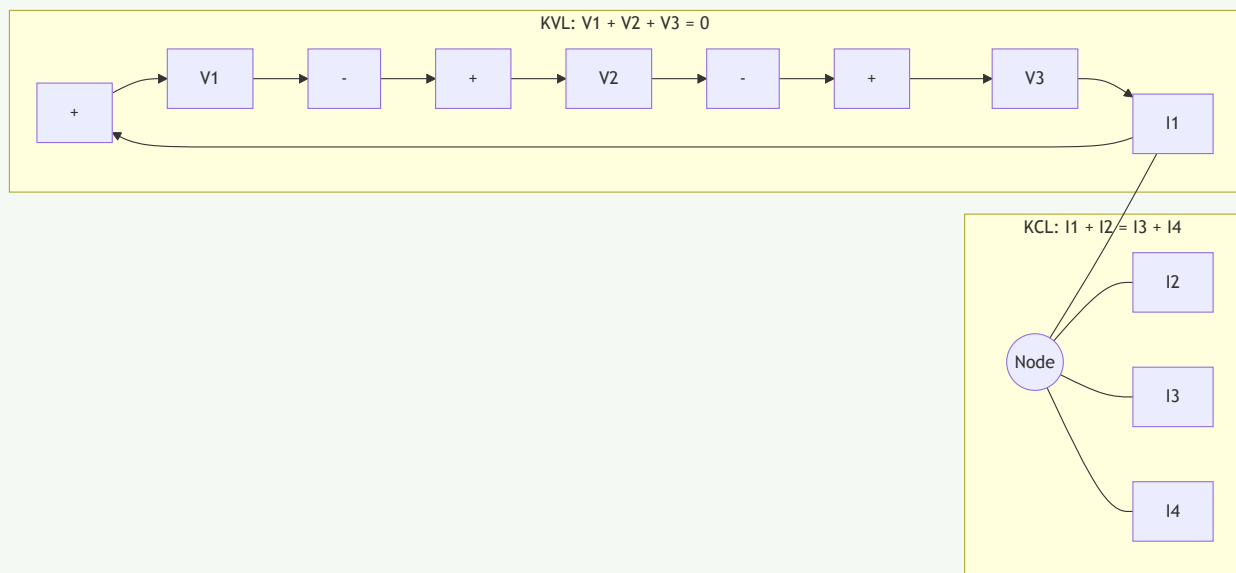 KVL: V1 + V2 + V3 = 0
+
V1
-
+
V2
-
+
V3
I1
KCL: I1 + I2 = I3 + I4
Node
I2
I3
I4